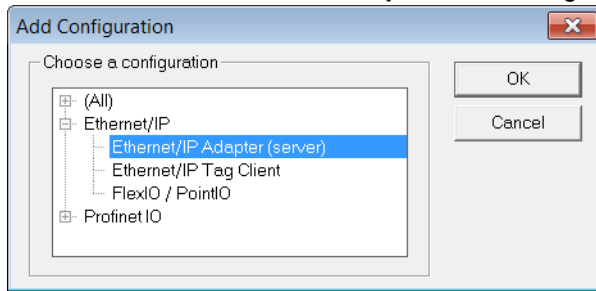 Add Configuration
Choose a configuration
OK
(All)
Ethernet/IP
Cancel
Ethernet/IP Adapter (server)
Ethernet/IP Tag Client
FlexIO / PointIO
Profinet IO